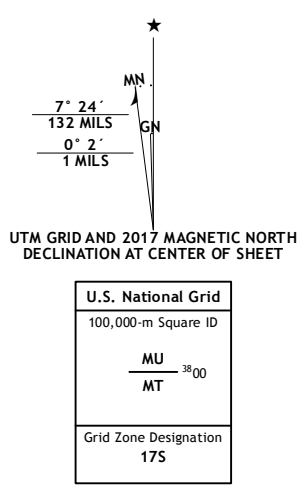 ★
MN
7° 24´
132 MILS
GN
0° 2´
1 MILS
UTM GRID AND 2017 MAGNETIC NORTH
DECLINATION AT CENTER OF SHEET
U.S. National Grid
100,000-m Square ID
MU
3800
MT
Grid Zone Designation
17S